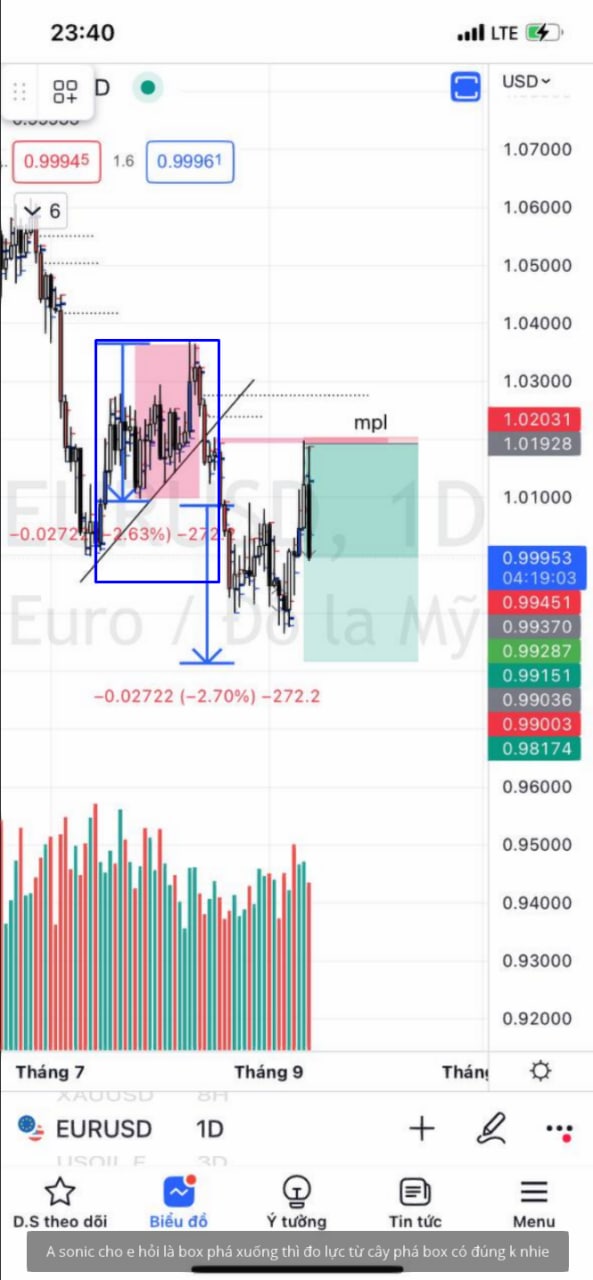 23:40
LTE
D
USD
0.99945
1.6
0.99961
6
1.07000
1.06000
1.05000
1.04000
1.03000
1.02031
mpl
1.01928
1.01000
EURUSD, 1D
−0.02722 (−2.63%) −272.2
0.99953
04:19:03
0.99451
Euro / Đô la Mỹ
0.99370
0.99287
0.99151
0.99036
−0.02722 (−2.70%) −272.2
0.99003
0.98174
0.96000
0.95000
0.94000
0.93000
0.92000
Tháng 7
Tháng 9
Tháng
XAUUSD 8H
EURUSD 1D
USOIL 3D
D.S theo dõi
Biểu đồ
Ý tưởng
Tin tức
Menu
A sonic cho e hỏi là box phá xuống thì đo lực từ cây phá box có đúng k nhie